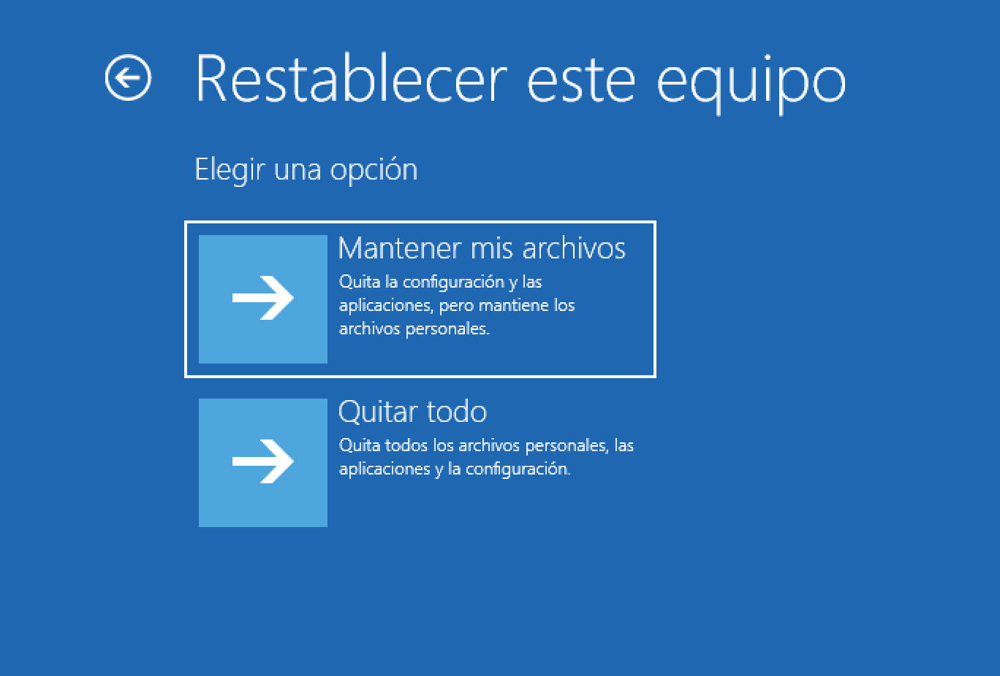 Restablecer este equipo
Elegir una opción
Mantener mis archivos
Quita la configuración y las
aplicaciones, pero mantiene los
archivos personales.
Quitar todo
Quita todos los archivos personales, las
aplicaciones y la configuración.